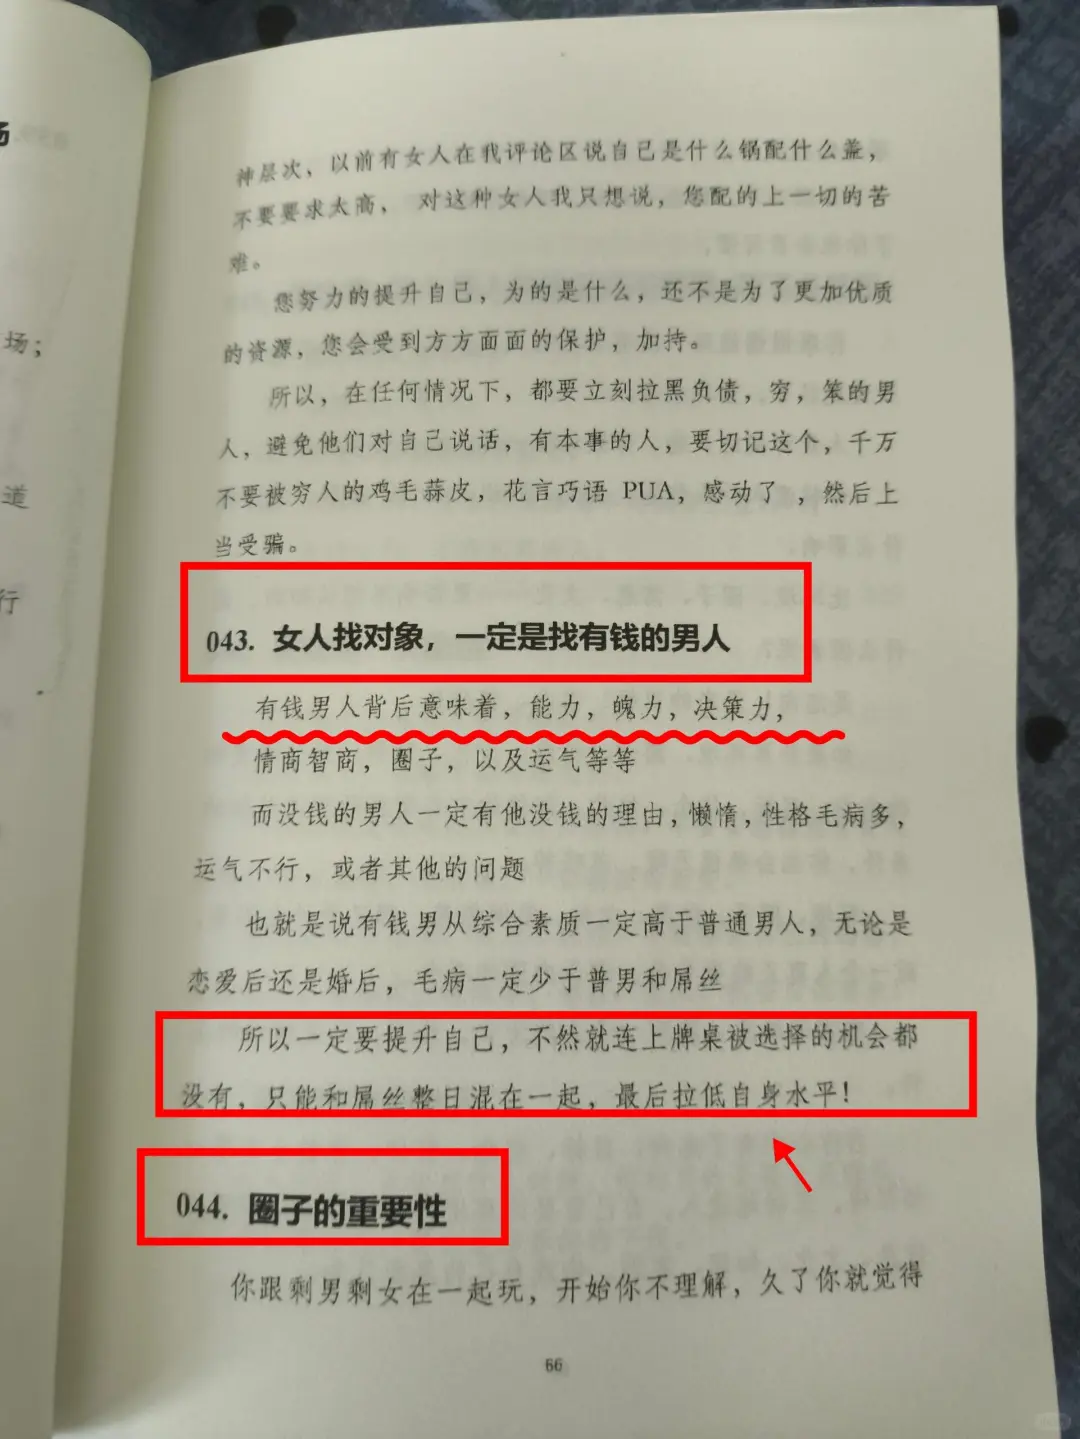 场
神层次，以前有女人在我评论区说自己是什么锅配什么盖，
不要要求太高， 对这种女人我只想说，您配的上一切的苦
难。
您努力的提升自己，为的是什么，还不是为了更加优质
场；
的资源，您会受到方方面面的保护，加持。
所以，在任何情况下，都要立刻拉黑负债，穷，笨的男
人，避免他们对自己说话，有本事的人，要切记这个，千万
道
不要被穷人的鸡毛蒜皮，花言巧语 PUA，感动了 ，然后上
当受骗。
行
043. 女人找对象，一定是找有钱的男人
有钱男人背后意味着，能力，魄力，决策力，
情商智商，圈子，以及运气等等
而没钱的男人一定有他没钱的理由，懒惰，性格毛病多，
运气不行，或者其他的问题
也就是说有钱男从综合素质一定高于普通男人，无论是
恋爱后还是婚后，毛病一定少于普男和屌丝
所以一定要提升自己，不然就连上牌桌被选择的机会都
没有，只能和屌丝整日混在一起，最后拉低自身水平！
044. 圈子的重要性
你跟剩男剩女在一起玩，开始你不理解，久了你就觉得
66